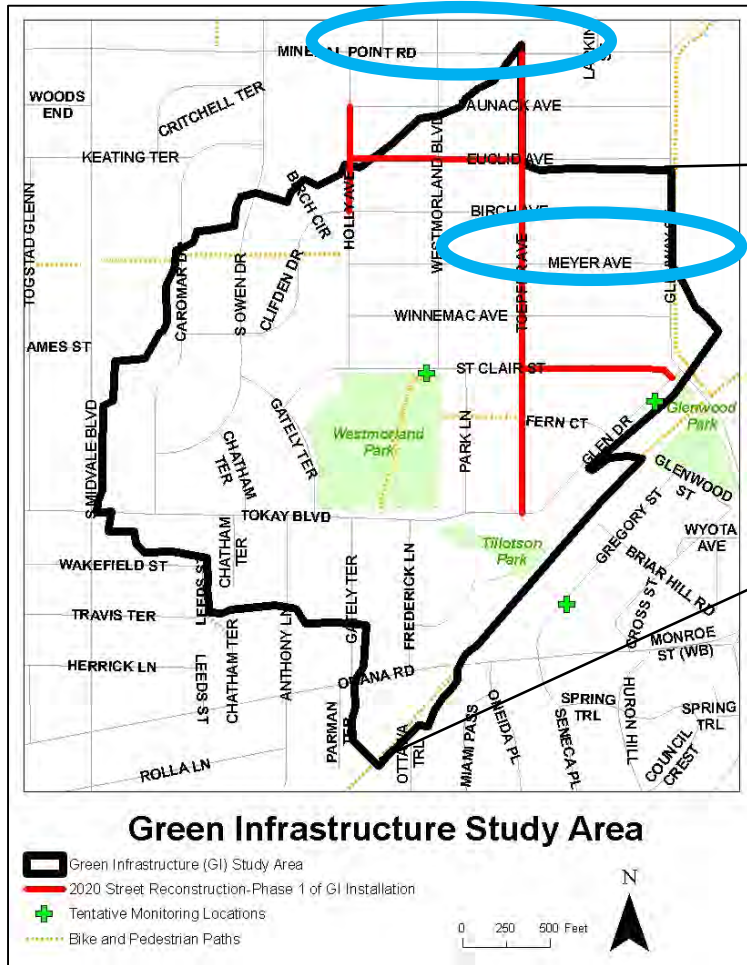 MINERAL POINT RD
LARKIN ST
WOODS
END
CRITCHELL TER
AUNACK AVE
KEATING TER
EUCLID AVE
BIRCH CIR
HOLLY AVE
WESTMORLAND BLVD
BIRCH AVE
TOGSTAD GLENN
CAROMAR D
S OWEN DR
CLIFDEN DR
TOEPFER AVE
MEYER AVE
WINNEMAC AVE
AMES ST
ST CLAIR ST
S MIDVALE BLVD
GATELY TER
Westmorland
Park
PARK LN
FERN CT
GLEN DR
Glenwood
Park
CHATHAM
TER
GLENWOOD
ST
TOKAY BLVD
GREGORY ST
CHATHAM
TER
WYOTA
AVE
WAKEFIELD ST
Tillotson
Park
BRIAR HILL RD
LEEDS ST
GATELY TER
FREDERICK LN
CROSS ST
TRAVIS TER
CHATHAM TER
ANTHONY LN
MONROE
ST (WB)
HERRICK LN
LEEDS ST
ODANA RD
PARMAN
TER
OTTAWA
TRL
MIAMI PASS
ONEIDA PL
SENECA PL
SPRING
TRL
HURON HILL
SPRING
TRL
COUNCIL
CREST
ROLLA LN
Green Infrastructure Study Area
Green Infrastructure (GI) Study Area
2020 Street Reconstruction-Phase 1 of GI Installation
Tentative Monitoring Locations
Bike and Pedestrian Paths
N
0 250 500 Feet